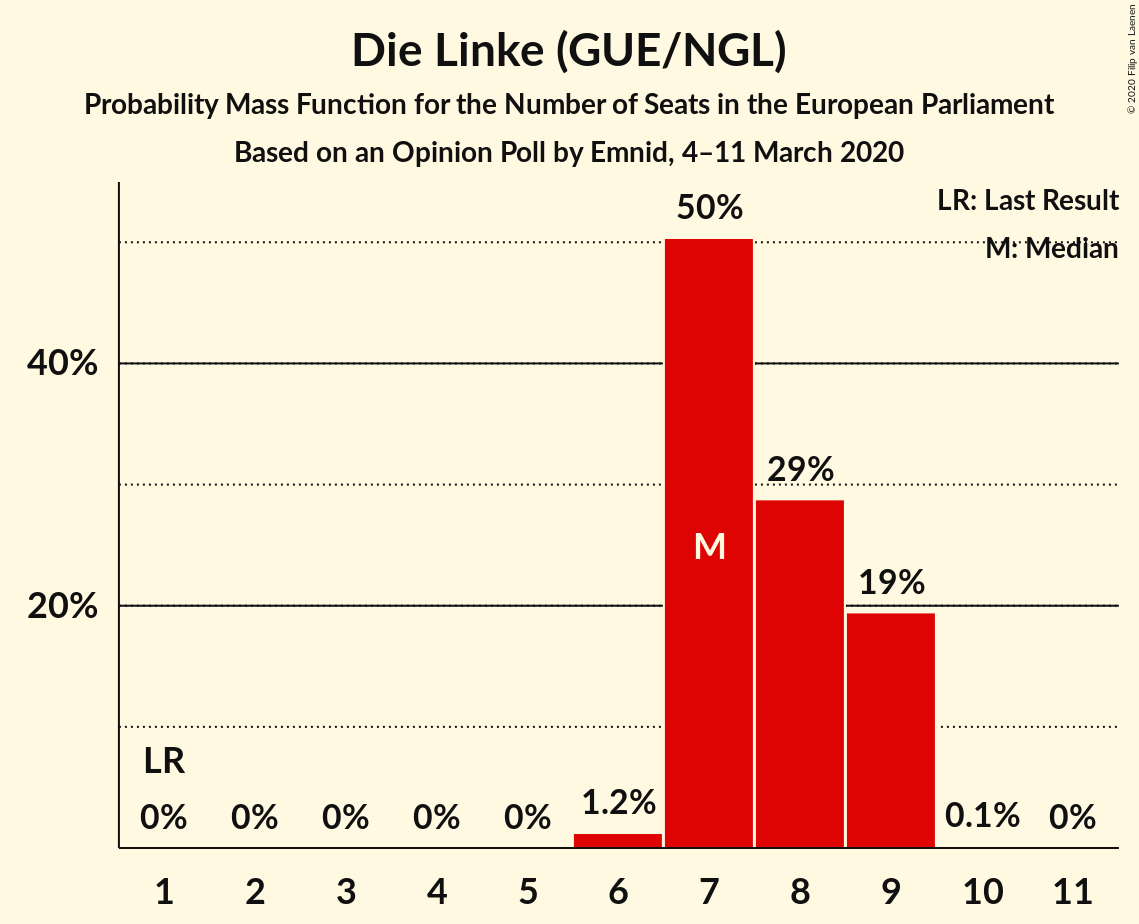 Die Linke (GUE/NGL)
Probability Mass Function for the Number of Seats in the European Parliament
Based on an Opinion Poll by Emnid, 4–11 March 2020
© 2020 Filip van Laenen
LR: Last Result
M: Median
50%
40%
29%
M
19%
20%
LR
0% 0% 0% 0% 0% 1.2% 0.1% 0%
1 2 3 4 5 6 7 8 9 10 11